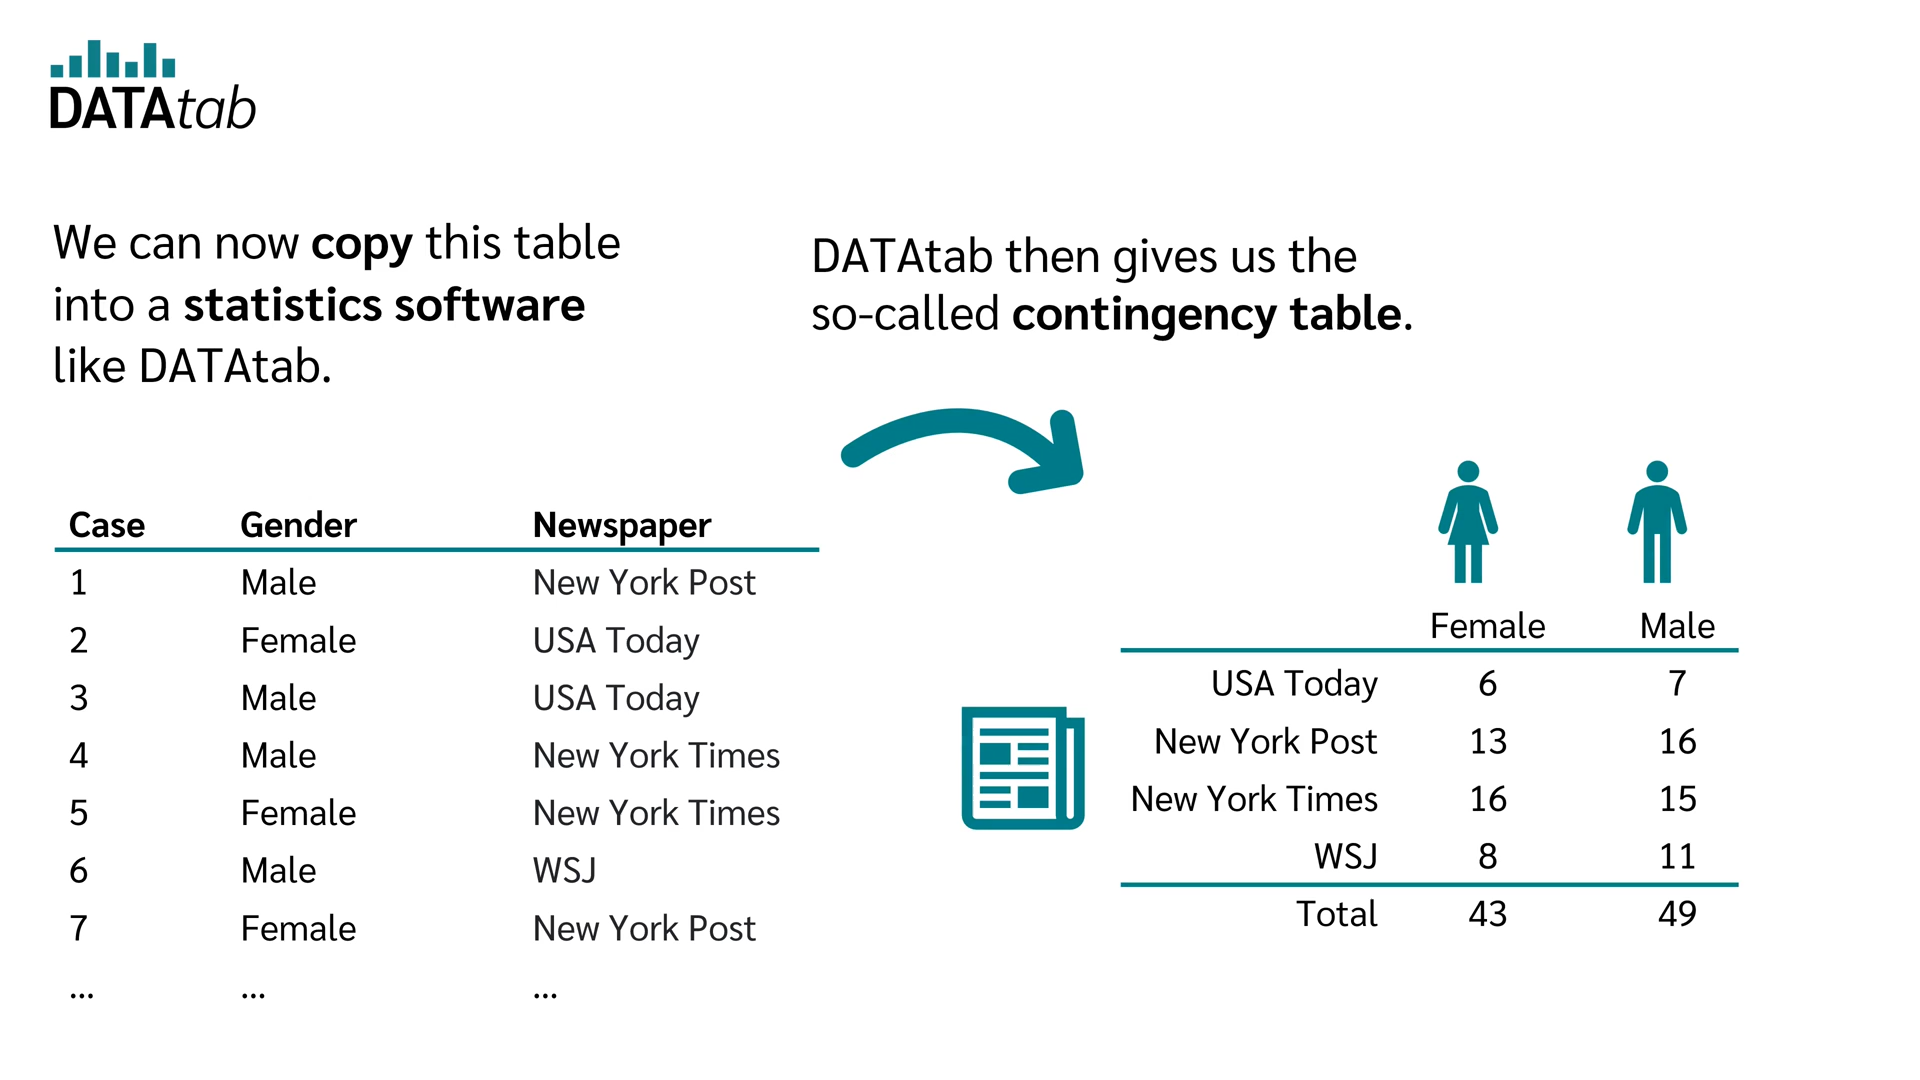 DATAtab
We can now copy this table
into a statistics software
like DATAtab.
DATAtab then gives us the
so-called contingency table.
Case Gender Newspaper
1 Male New York Post
2 Female USA Today
3 Male USA Today
4 Male New York Times
5 Female New York Times
6 Male WSJ
7 Female New York Post
... ... ...
Female Male
USA Today 6 7
New York Post 13 16
New York Times 16 15
WSJ 8 11
Total 43 49